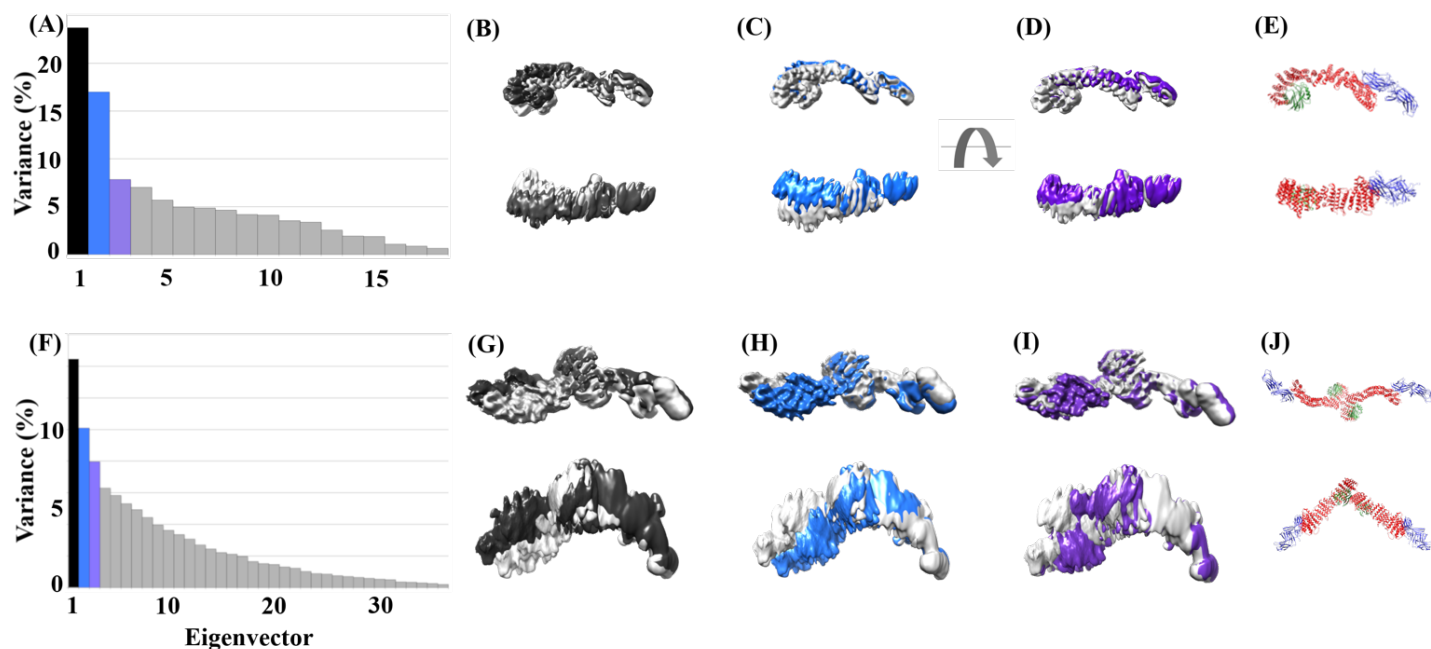 (A)
(B)
(C)
(D)
(E)
Variance (%)
20
15
10
5
0
1
5
10
15
(F)
(G)
(H)
(I)
(J)
Variance (%)
10
5
0
1
10
20
30
Eigenvector